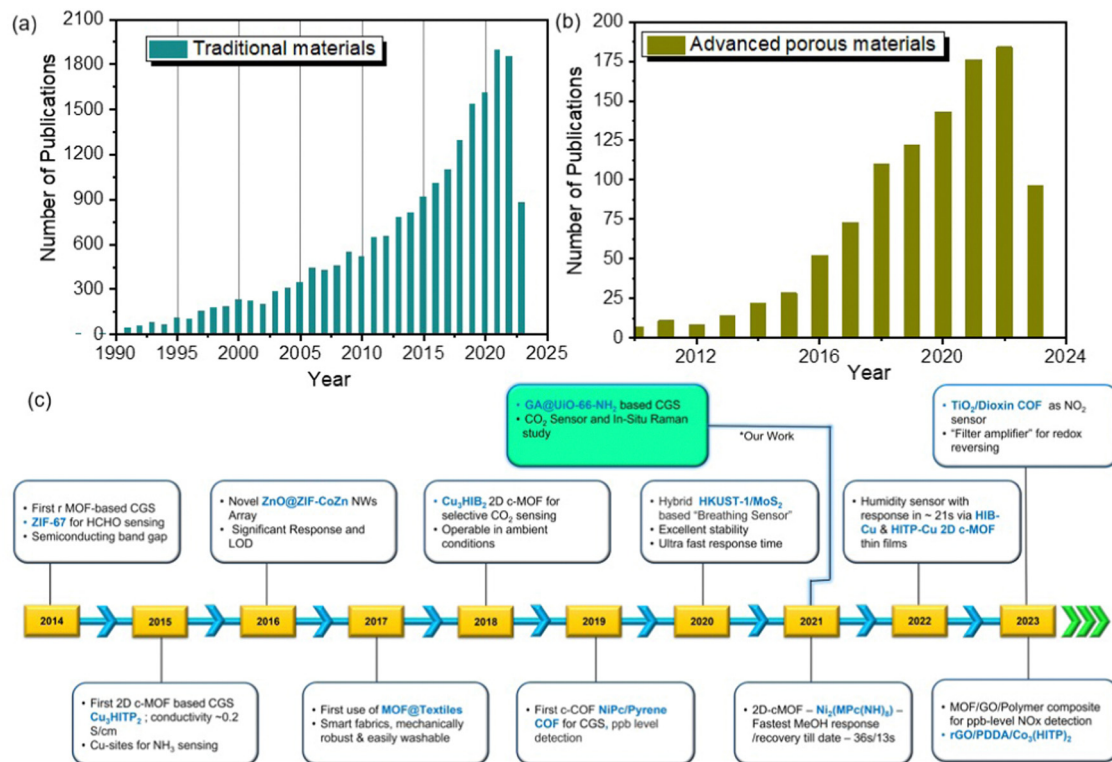 (a)
2100
1800
1500
1200
900
600
300
0
Number of Publications
Traditional materials
1990 1995 2000 2005 2010 2015 2020 2025
Year
(b)
200
175
150
125
100
75
50
25
0
Number of Publications
Advanced porous materials
2012 2016 2020 2024
Year
(c)
• GA@UiO-66-NH₂ based CGS
• CO₂ Sensor and In-Situ Raman
study
*Our Work
• TiO₂/Dioxin COF as NO₂
sensor
• "Filter amplifier" for redox
reversing
• First r MOF-based CGS
• ZIF-67 for HCHO sensing
• Semiconducting band gap
• Novel ZnO@ZIF-CoZn NWs
Array
• Significant Response and
LOD
• Cu₃HIB₂ 2D c-MOF for
selective CO₂ sensing
• Operable in ambient
conditions
• Hybrid HKUST-1/MoS₂
based "Breathing Sensor"
• Excellent stability
• Ultra fast response time
• Humidity sensor with
response in ~ 21s via HIB-
Cu & HITP-Cu 2D c-MOF
thin films
2014 2015 2016 2017 2018 2019 2020 2021 2022 2023
• First 2D c-MOF based CGS
Cu₃HITP₂ ; conductivity ~0.2
S/cm
• Cu-sites for NH₃ sensing
• First use of MOF@Textiles
• Smart fabrics, mechanically
robust & easily washable
• First c-COF NiPc/Pyrene
COF for CGS, ppb level
detection
• 2D-cMOF – Ni₂(MPc(NH)₈) –
Fastest MeOH response
/recovery till date – 36s/13s
• MOF/GO/Polymer composite
for ppb-level NOx detection
• rGO/PDDA/Co₃(HITP)₂